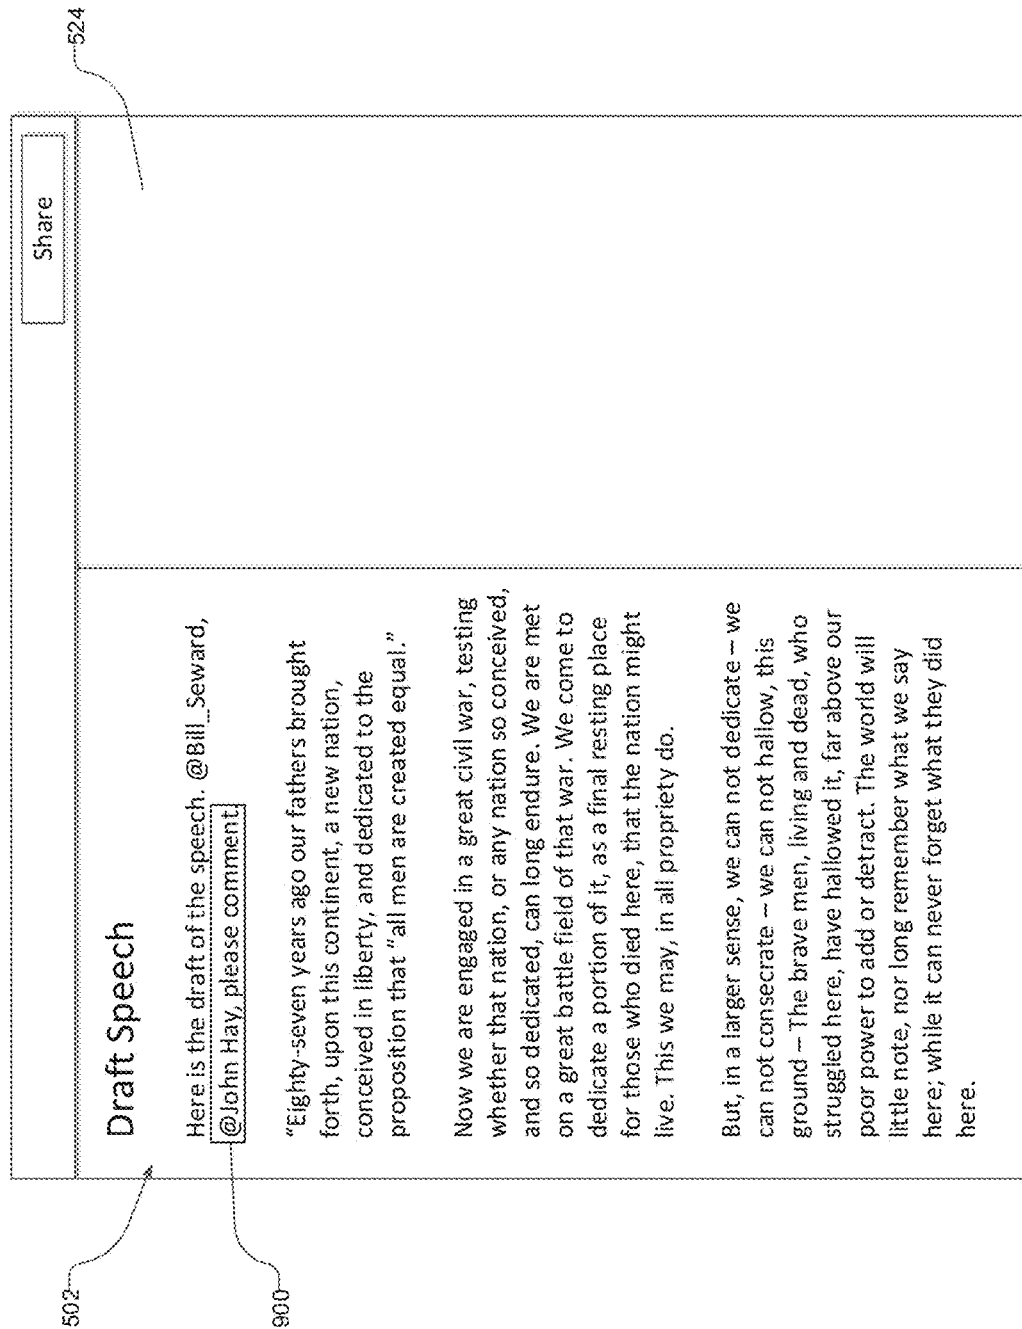 Share
524
502
Draft Speech
Here is the draft of the speech. @Bill_Seward,
@John Hay, please comment.
900
"Eighty-seven years ago our fathers brought
forth, upon this continent, a new nation,
conceived in liberty, and dedicated to the
proposition that "all men are created equal."
Now we are engaged in a great civil war, testing
whether that nation, or any nation so conceived,
and so dedicated, can long endure. We are met
on a great battle field of that war. We come to
dedicate a portion of it, as a final resting place
for those who died here, that the nation might
live. This we may, in all propriety do.
But, in a larger sense, we can not dedicate – we
can not consecrate – we can not hallow, this
ground – The brave men, living and dead, who
struggled here, have hallowed it, far above our
poor power to add or detract. The world will
little note, nor long remember what we say
here; while it can never forget what they did
here.